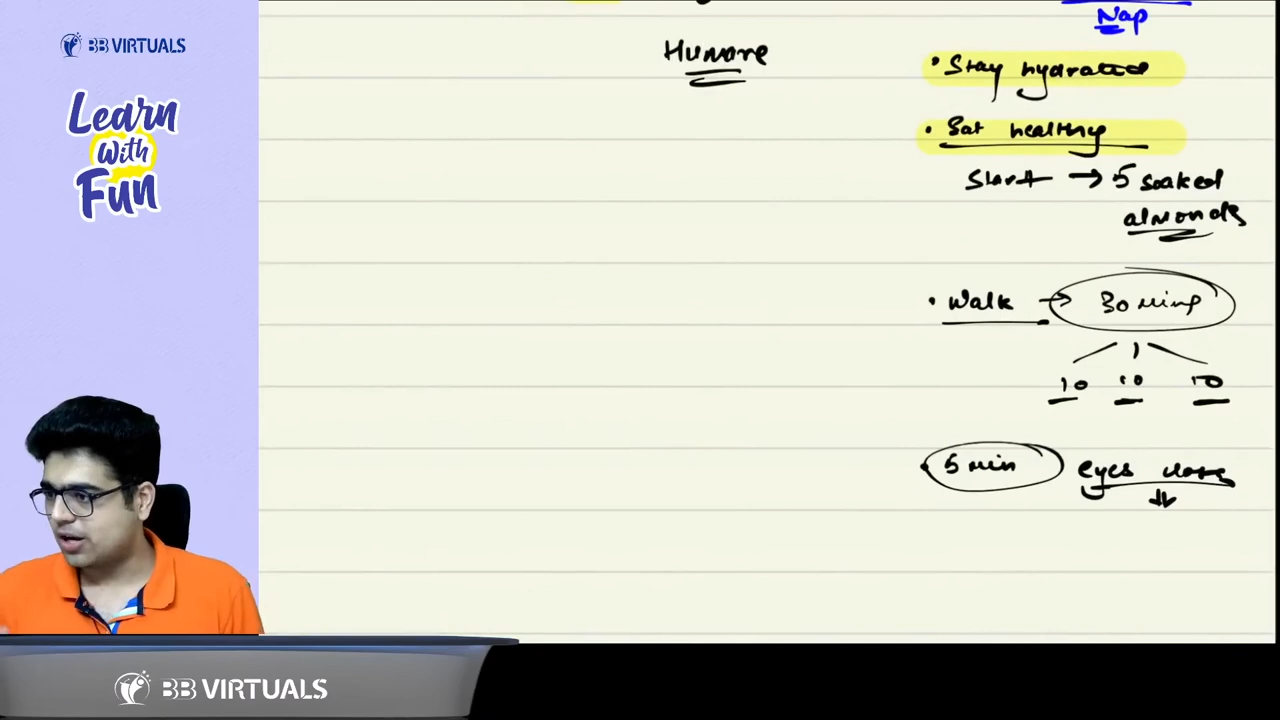 BB VIRTUALS
Learn
With
Fun
Humare
Nap
• Stay hydrated
• Eat healthy
Start → 5 soaked
almonds
• Walk → 30 mins
10 10 10
• 5 min eyes close
BB VIRTUALS